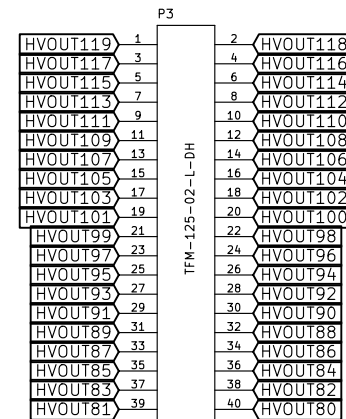 P3
HVOUT119 1 2 HVOUT118
HVOUT117 3 4 HVOUT116
HVOUT115 5 6 HVOUT114
HVOUT113 7 8 HVOUT112
HVOUT111 9 10 HVOUT110
HVOUT109 11 12 HVOUT108
HVOUT107 13 14 HVOUT106
HVOUT105 15 16 HVOUT104
HVOUT103 17 18 HVOUT102
HVOUT101 19 20 HVOUT100
HVOUT99 21 22 HVOUT98
HVOUT97 23 24 HVOUT96
HVOUT95 25 26 HVOUT94
HVOUT93 27 28 HVOUT92
HVOUT91 29 30 HVOUT90
HVOUT89 31 32 HVOUT88
HVOUT87 33 34 HVOUT86
HVOUT85 35 36 HVOUT84
HVOUT83 37 38 HVOUT82
HVOUT81 39 40 HVOUT80
TFM-125-02-L-DH